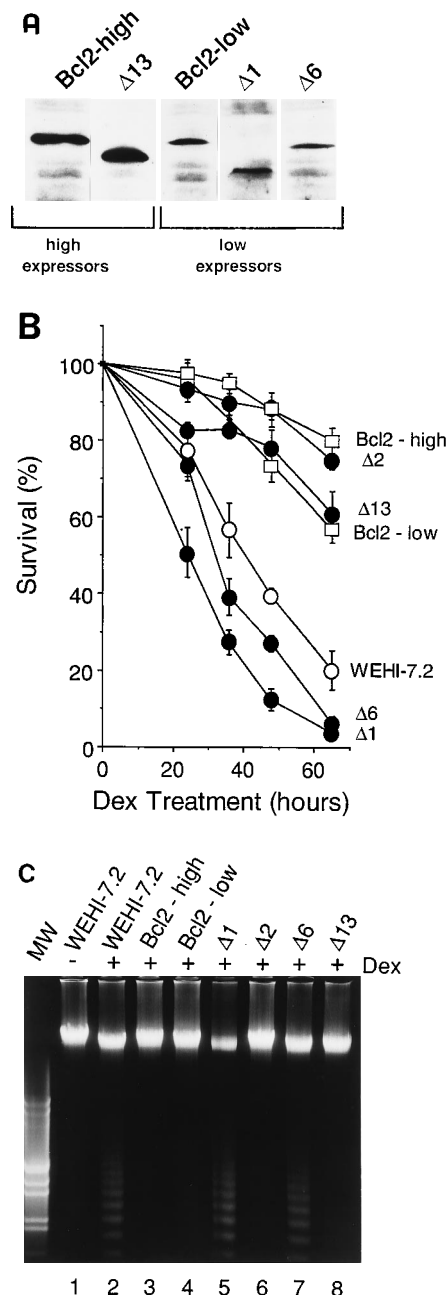 A
Bcl2-high
Δ13
Bcl2-low
Δ1
Δ6
high
expressors
low
expressors
B
Survival (%)
100
80
60
40
20
0
0 20 40 60
Dex Treatment (hours)
Bcl2 - high
Δ2
Δ13
Bcl2 - low
WEHI-7.2
Δ6
Δ1
C
MW
WEHI-7.2
WEHI-7.2
Bcl2 - high
Bcl2 - low
Δ1
Δ2
Δ6
Δ13
- + + + + + + + Dex
1 2 3 4 5 6 7 8